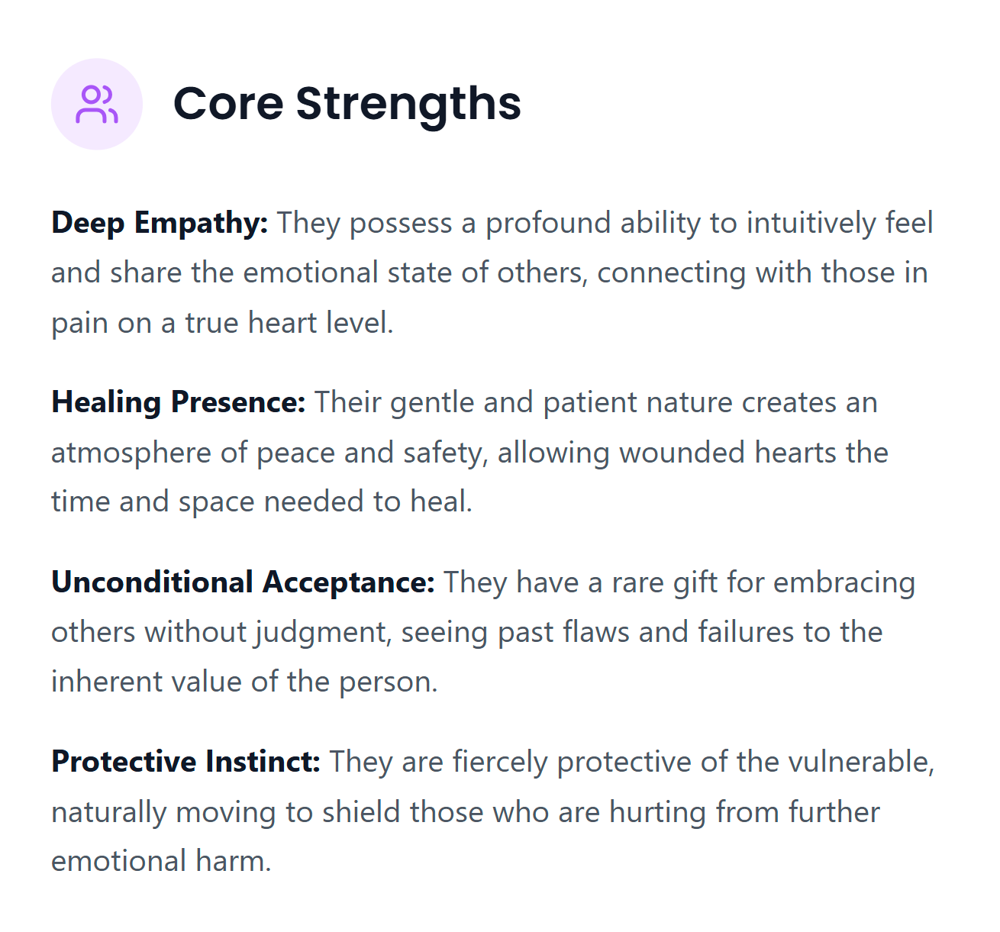 Core Strengths
Deep Empathy: They possess a profound ability to intuitively feel
and share the emotional state of others, connecting with those in
pain on a true heart level.
Healing Presence: Their gentle and patient nature creates an
atmosphere of peace and safety, allowing wounded hearts the
time and space needed to heal.
Unconditional Acceptance: They have a rare gift for embracing
others without judgment, seeing past flaws and failures to the
inherent value of the person.
Protective Instinct: They are fiercely protective of the vulnerable,
naturally moving to shield those who are hurting from further
emotional harm.